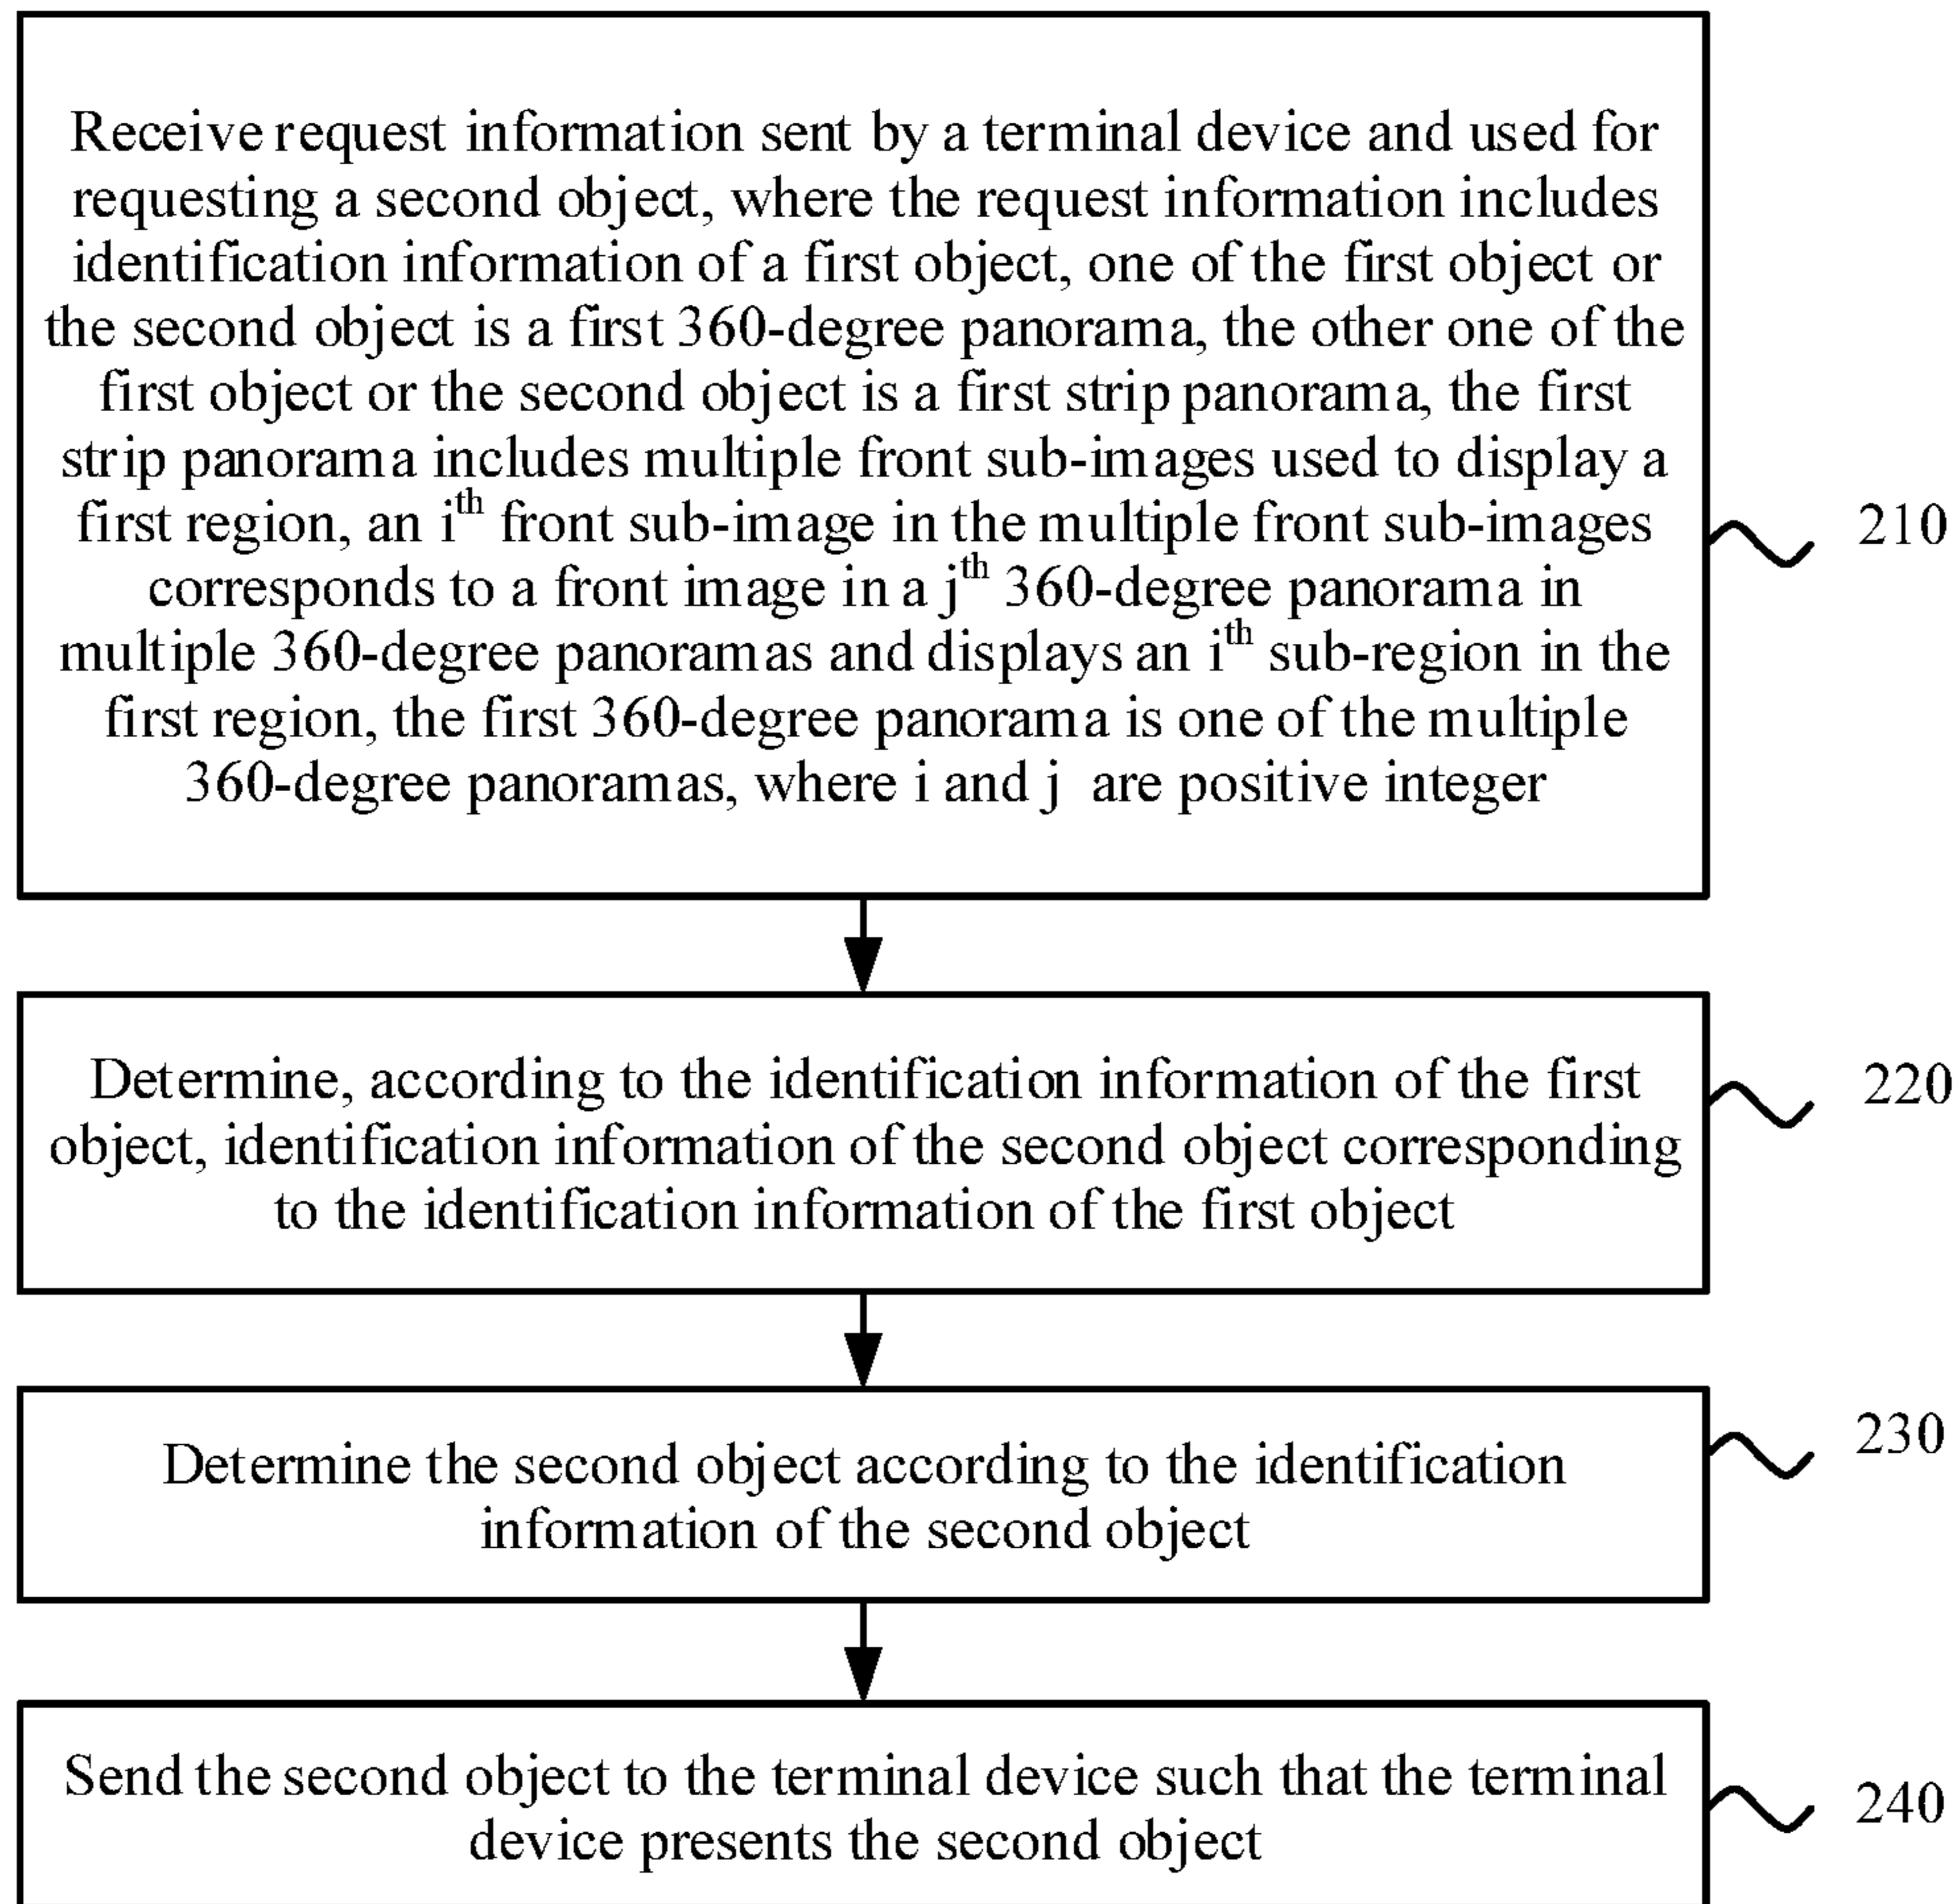 Receive request information sent by a terminal device and used for
requesting a second object, where the request information includes
identification information of a first object, one of the first object or
the second object is a first 360-degree panorama, the other one of the
first object or the second object is a first strip panorama, the first
strip panorama includes multiple front sub-images used to display a
first region, an i^th front sub-image in the multiple front sub-images
corresponds to a front image in a j^th 360-degree panorama in
multiple 360-degree panoramas and displays an i^th sub-region in the
first region, the first 360-degree panorama is one of the multiple
360-degree panoramas, where i and j are positive integer
210
Determine, according to the identification information of the first
object, identification information of the second object corresponding
to the identification information of the first object
220
Determine the second object according to the identification
information of the second object
230
Send the second object to the terminal device such that the terminal
device presents the second object
240